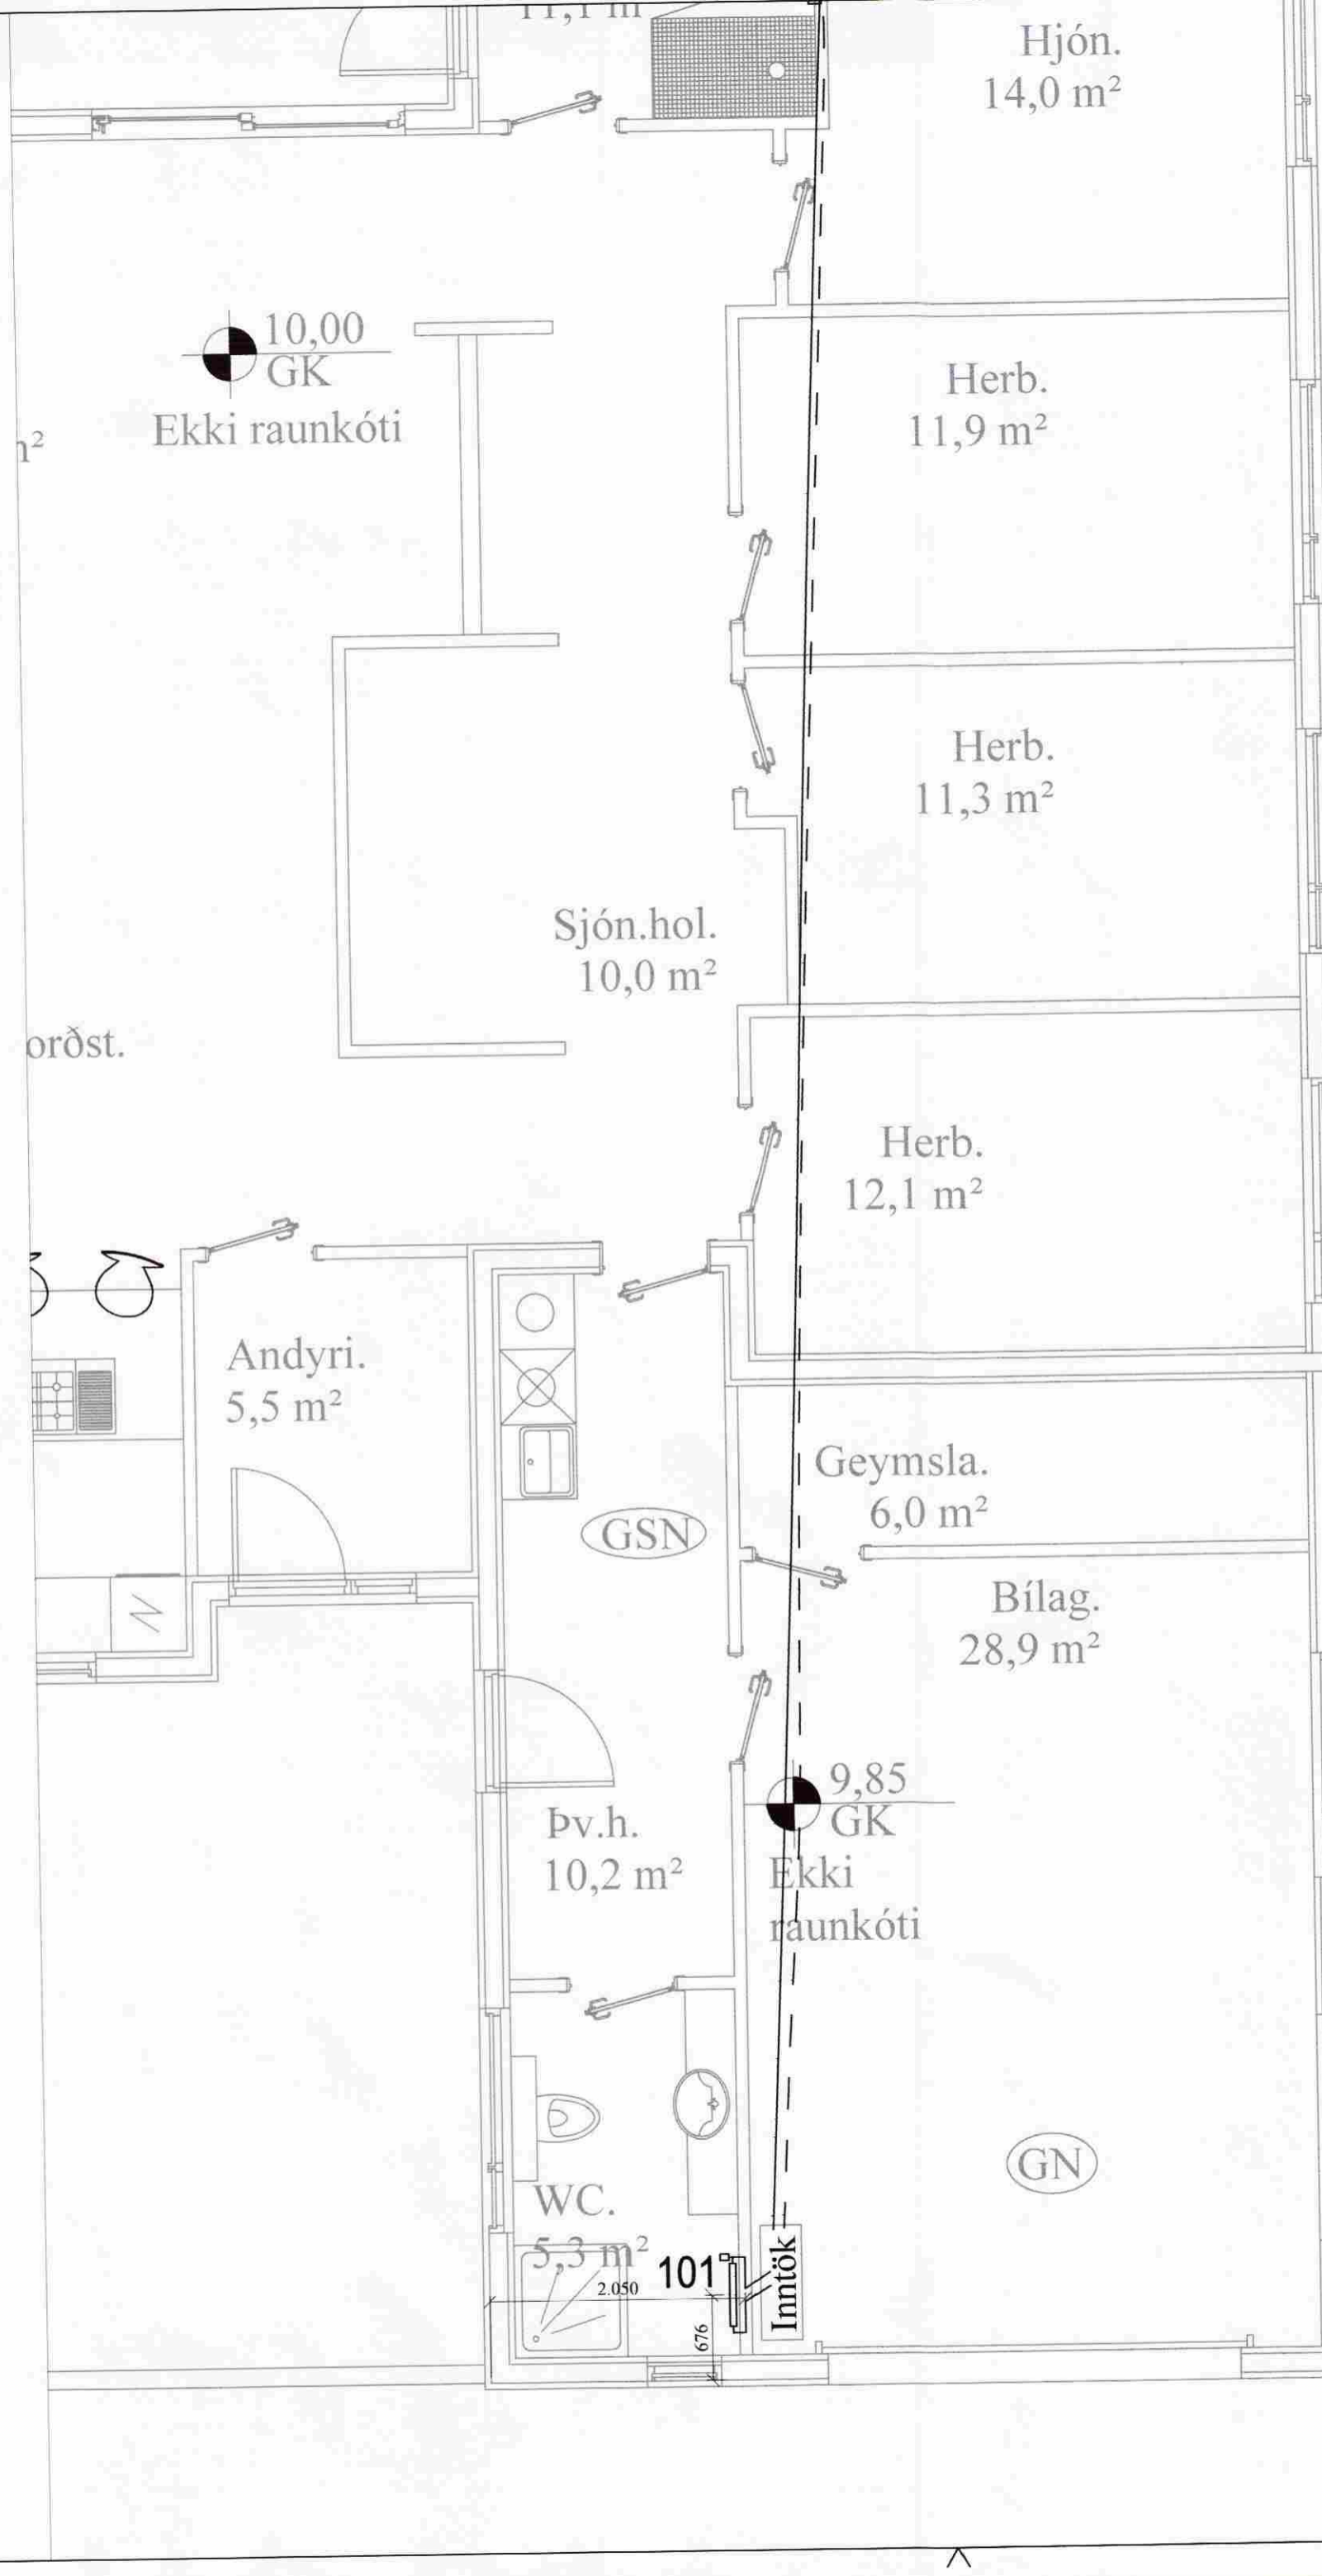 11,1 m
Hjón.
14,0 m²
10,00
GK
Ekki raunkóti
Herb.
11,9 m²
Herb.
11,3 m²
Sjón.hol.
10,0 m²
Herb.
12,1 m²
Andyri.
5,5 m²
Geymsla.
6,0 m²
GSN
Bílag.
28,9 m²
9,85
GK
Ekki
raunkóti
Þv.h.
10,2 m²
GN
WC.
5,3 m²
101
Inntök
2.050
676